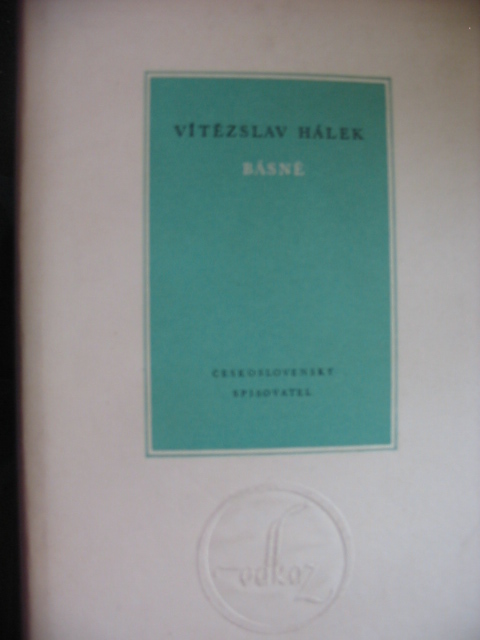 VÍTĚZSLAV HÁLEK
BÁSNĚ
ČESKOSLOVENSKÝ
SPISOVATEL
odkaz